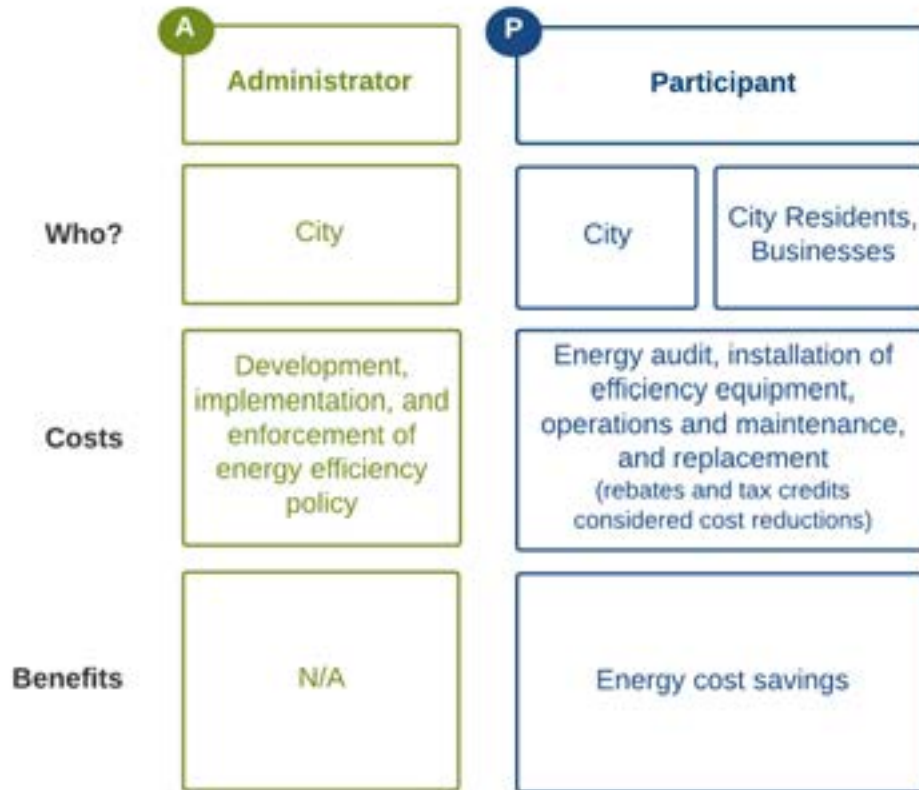 A
P
Administrator
Participant
Who?
City
City
City Residents,
Businesses
Costs
Development,
implementation, and
enforcement of
energy efficiency
policy
Energy audit, installation of
efficiency equipment,
operations and maintenance,
and replacement
(rebates and tax credits
considered cost reductions)
Benefits
N/A
Energy cost savings